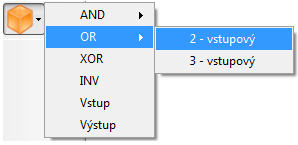 AND
OR
XOR
INV
Vstup
Výstup
2 - vstupový
3 - vstupový